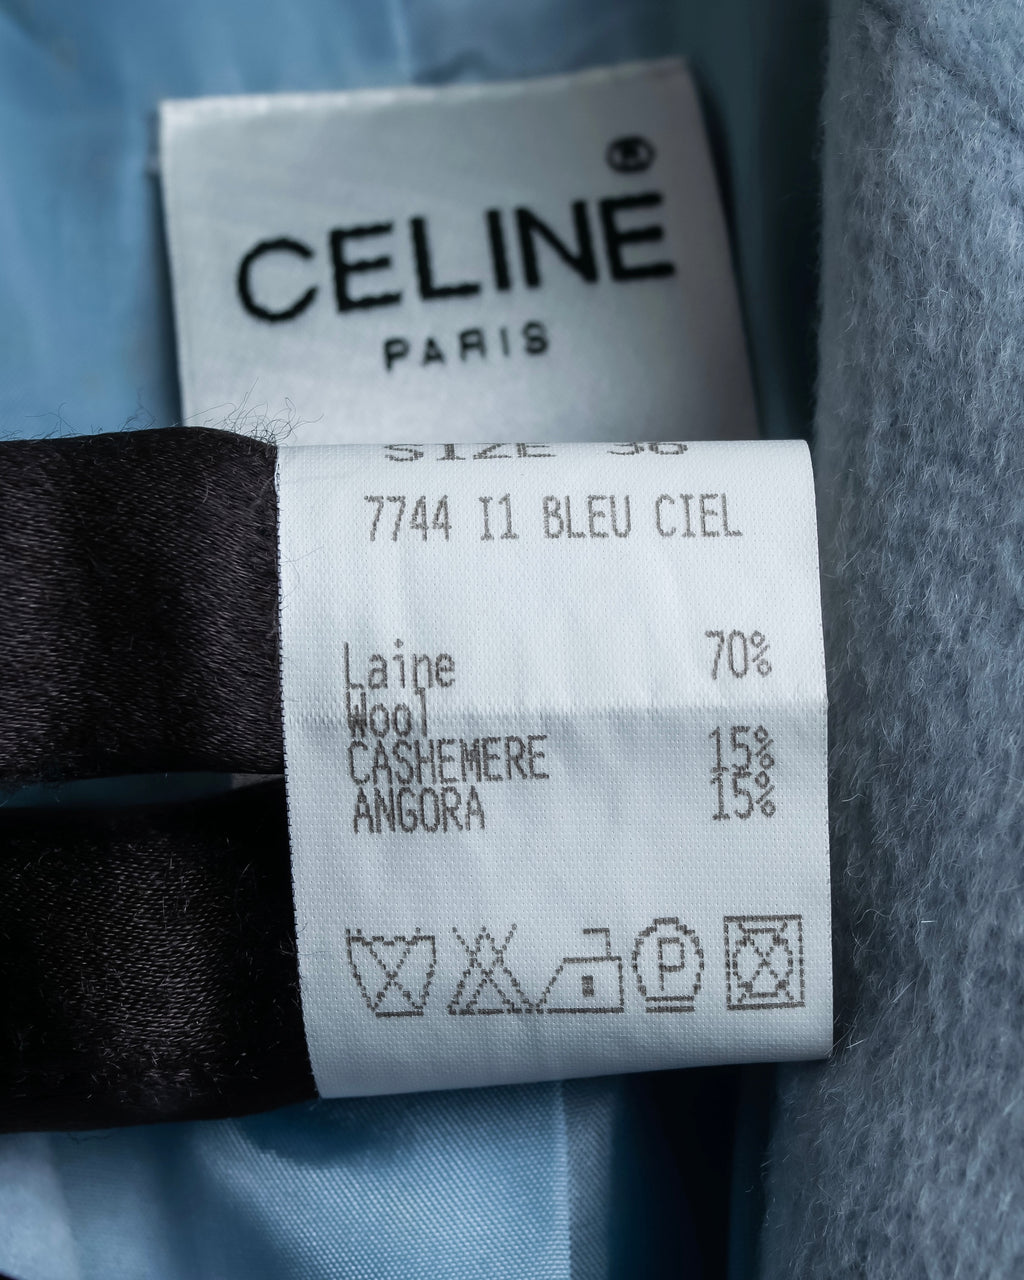 CELINE®
PARIS
SIZE 36
7744 I1 BLEU CIEL
Laine 70%
Wool
CASHEMERE 15%
ANGORA 15%
P